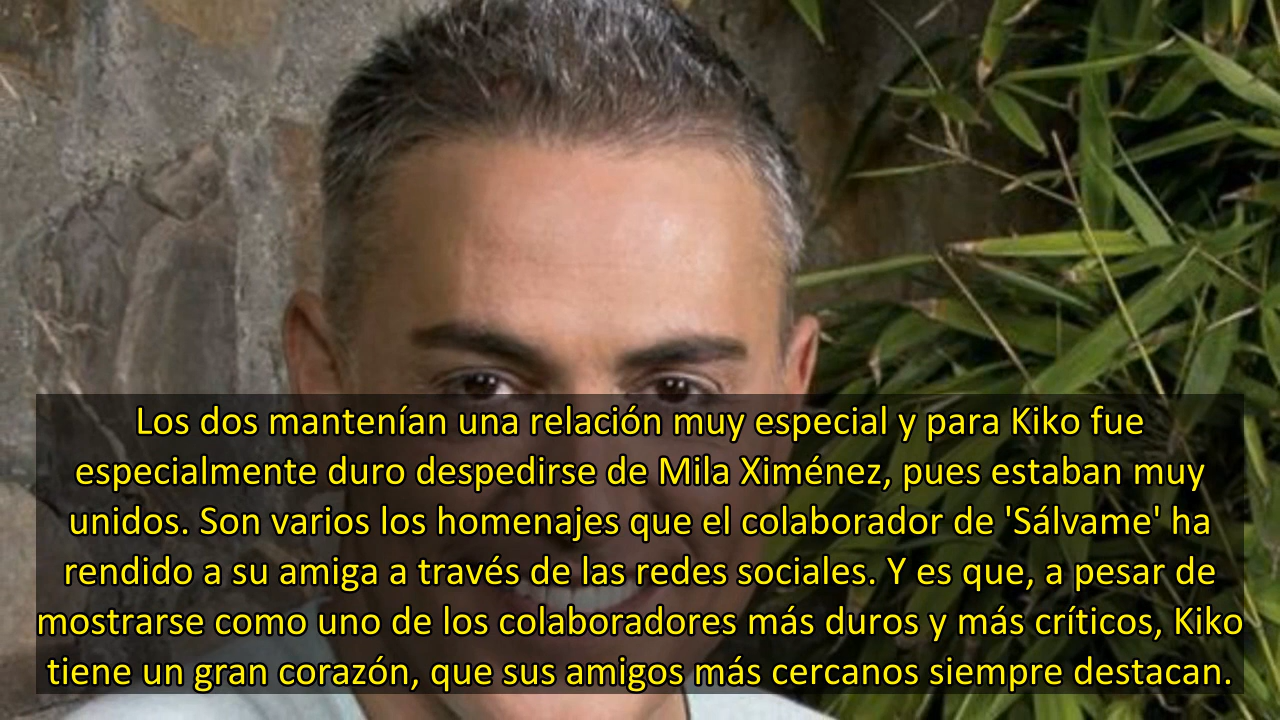 Los dos mantenían una relación muy especial y para Kiko fue
especialmente duro despedirse de Mila Ximénez, pues estaban muy
unidos. Son varios los homenajes que el colaborador de 'Sálvame' ha
rendido a su amiga a través de las redes sociales. Y es que, a pesar de
mostrarse como uno de los colaboradores más duros y más críticos, Kiko
tiene un gran corazón, que sus amigos más cercanos siempre destacan.